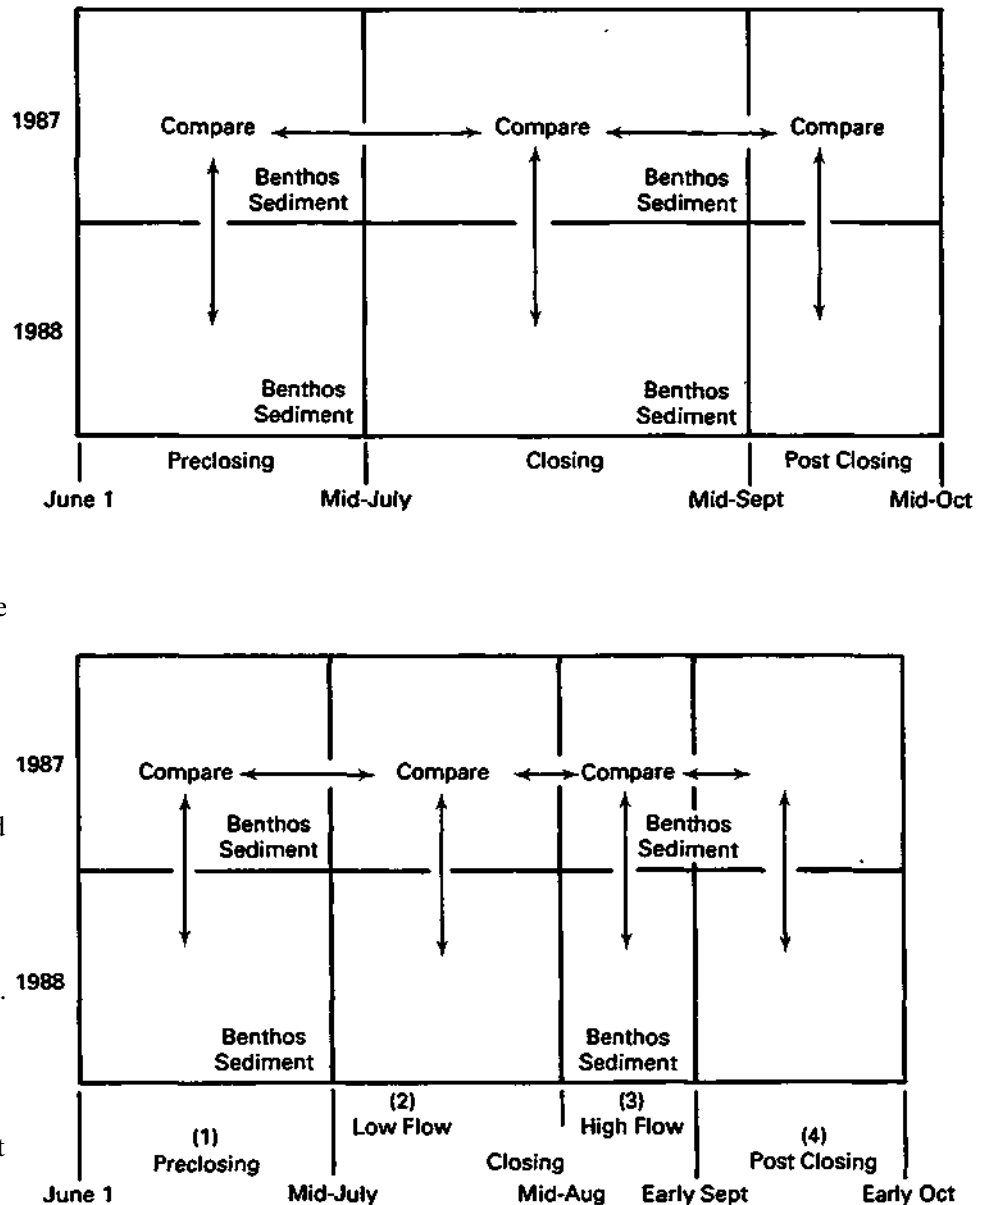 1987
Compare
Compare
Compare
Benthos
Sediment
Benthos
Sediment
1988
Benthos
Sediment
Benthos
Sediment
Preclosing
Closing
Post Closing
June 1
Mid-July
Mid-Sept
Mid-Oct
e
1987
Compare
Compare
Compare
d
Benthos
Sediment
Benthos
Sediment
1988
.
Benthos
Sediment
Benthos
Sediment
(1)
Preclosing
(2)
Low Flow
(3)
High Flow
Closing
(4)
Post Closing
t
June 1
Mid-July
Mid-Aug
Early Sept
Early Oct